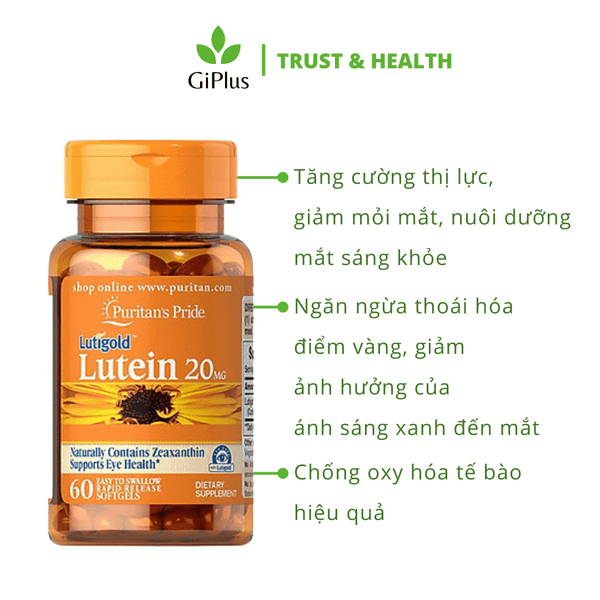 GiPlus
TRUST & HEALTH
Tăng cường thị lực,
giảm mỏi mắt, nuôi dưỡng
mắt sáng khỏe
Ngăn ngừa thoái hóa
điểm vàng, giảm
ảnh hưởng của
ánh sáng xanh đến mắt
Chống oxy hóa tế bào
hiệu quả
shop online www.puritan.com
Puritan's Pride
Lutigold™
Lutein 20MG
Naturally Contains Zeaxanthin
Supports Eye Health*
60 EASY TO SWALLOW
RAPID RELEASE
SOFTGELS
DIETARY
SUPPLEMENT